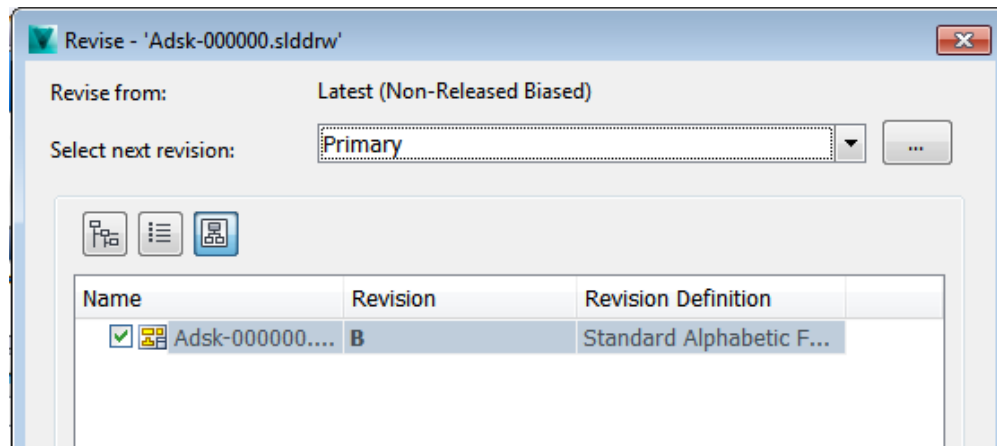 Revise - 'Adsk-000000.slddrw'
Revise from: Latest (Non-Released Biased)
Select next revision: Primary ...
Name Revision Revision Definition
Adsk-000000.... B Standard Alphabetic F...